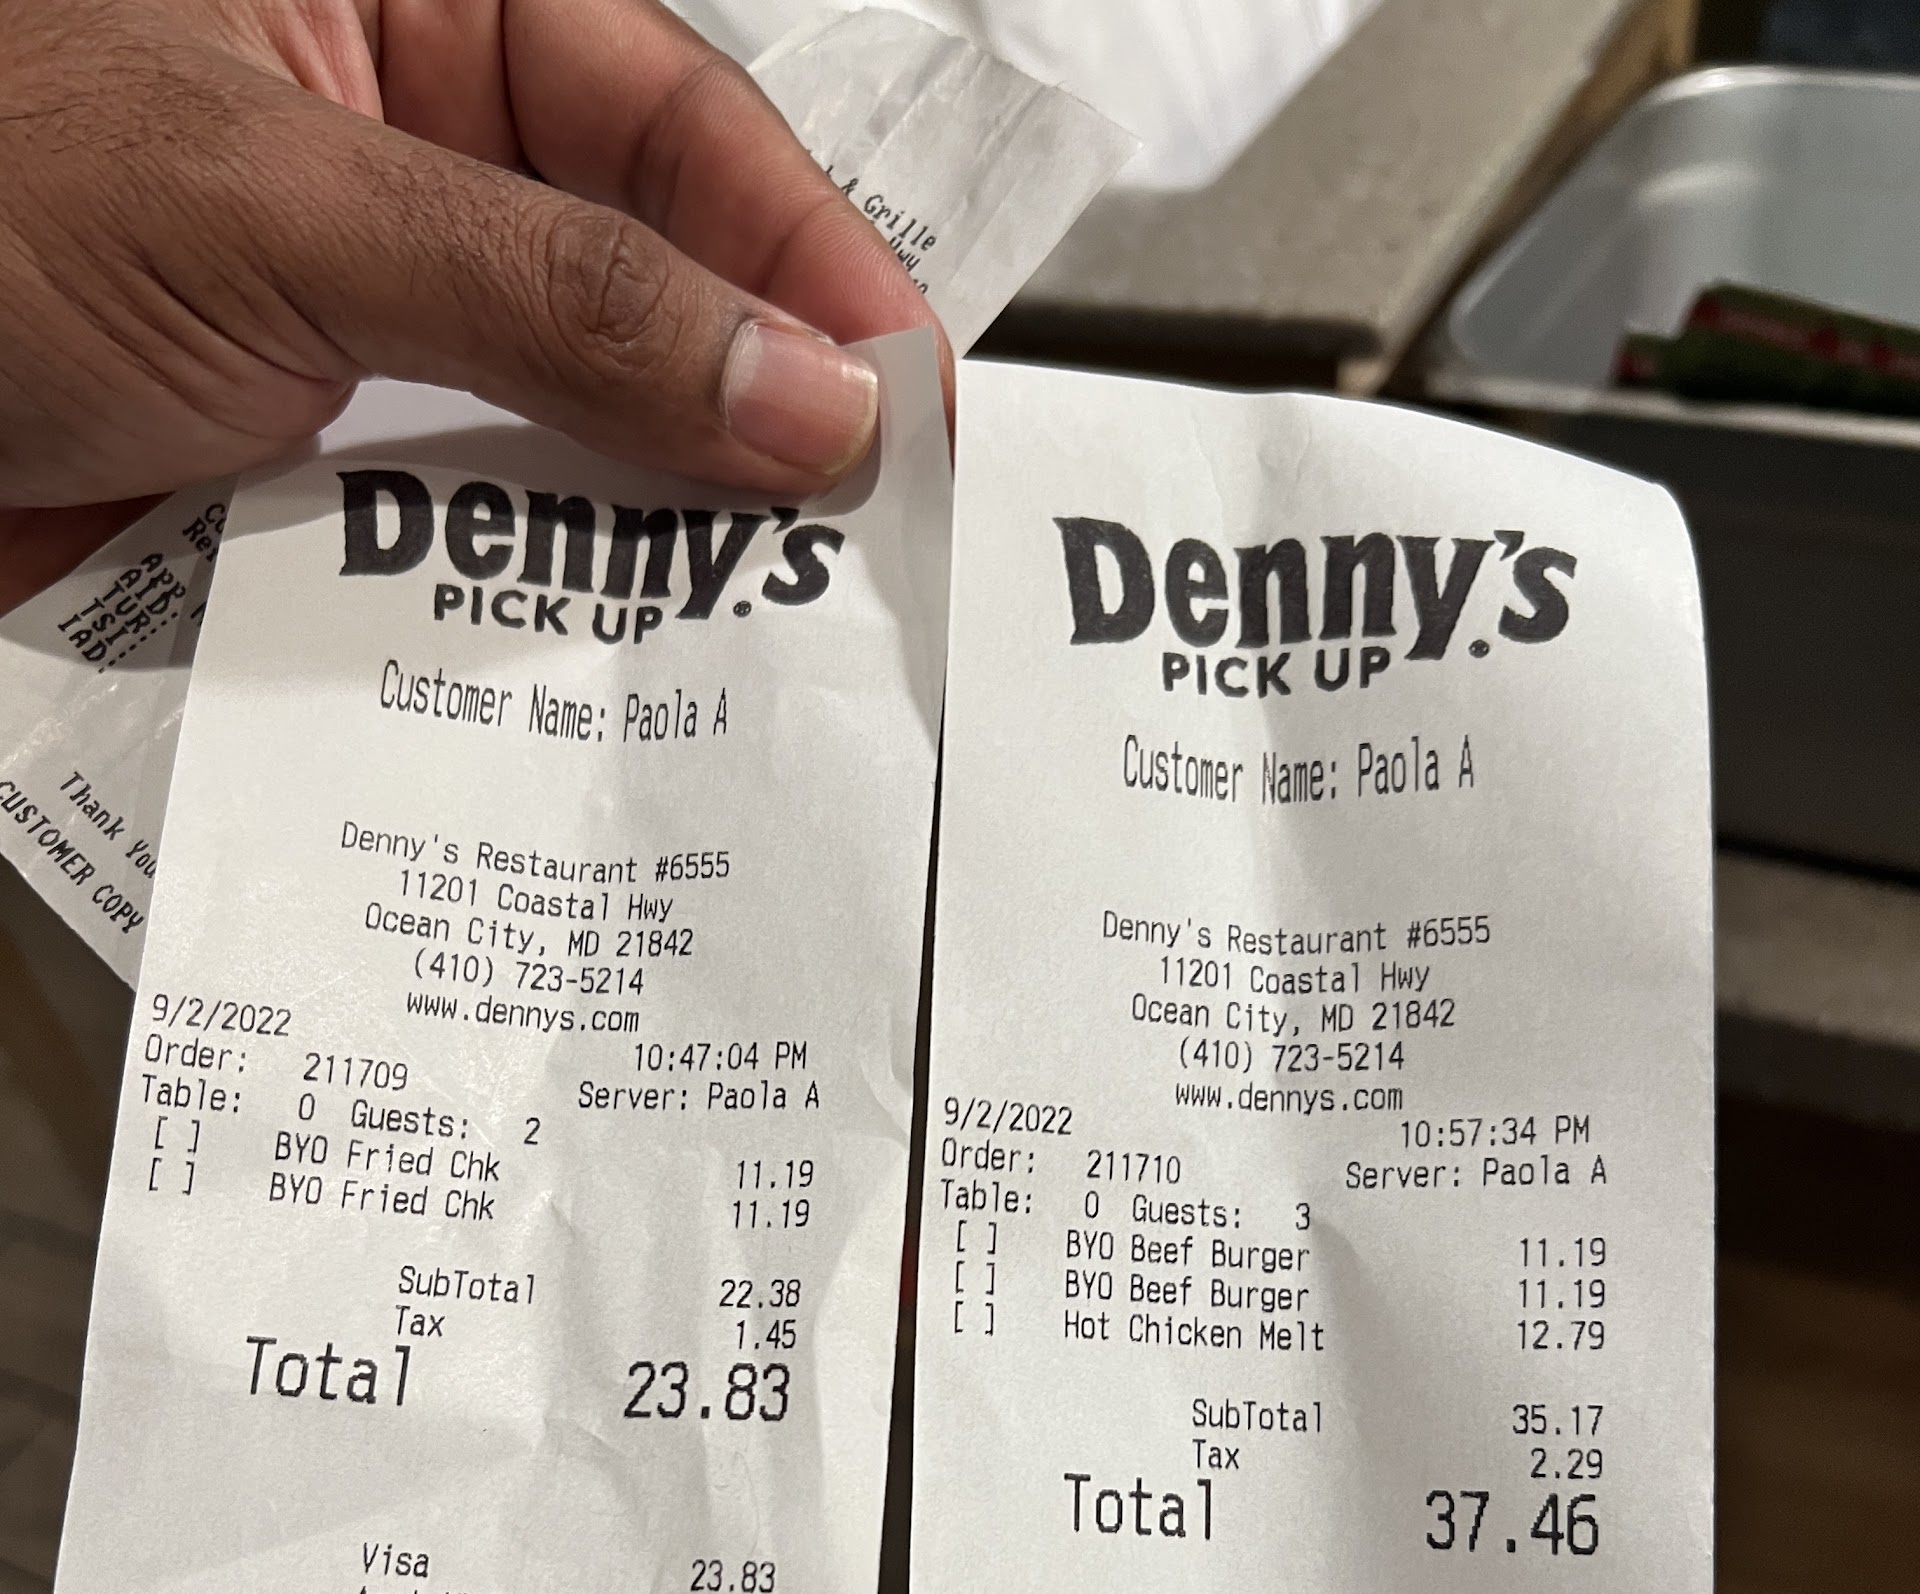 & Grille
Hwy
APP
AID:
TUR:
TSI:
IAD:
Thank You
CUSTOMER COPY
Denny's
PICK UP
Customer Name: Paola A
Denny's Restaurant #6555
11201 Coastal Hwy
Ocean City, MD 21842
(410) 723-5214
www.dennys.com
9/2/2022 10:47:04 PM
Order: 211709 Server: Paola A
Table: 0 Guests: 2
[ ] BYO Fried Chk 11.19
[ ] BYO Fried Chk 11.19
SubTotal 22.38
Tax 1.45
Total 23.83
Visa 23.83
Denny's
PICK UP
Customer Name: Paola A
Denny's Restaurant #6555
11201 Coastal Hwy
Ocean City, MD 21842
(410) 723-5214
www.dennys.com
9/2/2022 10:57:34 PM
Order: 211710 Server: Paola A
Table: 0 Guests: 3
[ ] BYO Beef Burger 11.19
[ ] BYO Beef Burger 11.19
[ ] Hot Chicken Melt 12.79
SubTotal 35.17
Tax 2.29
Total 37.46